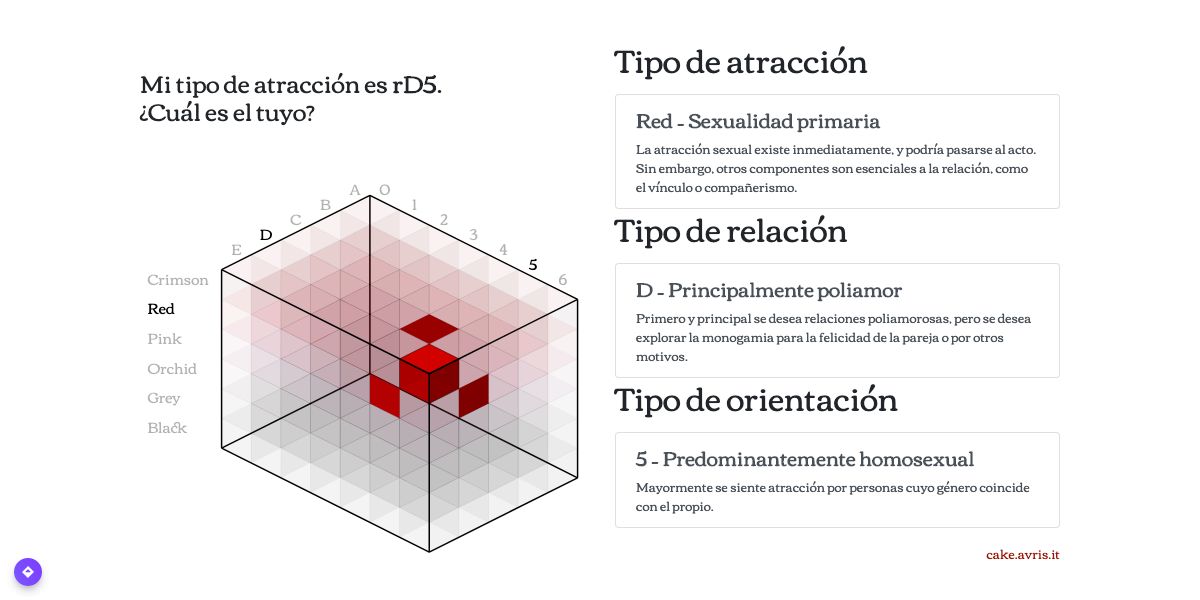 Mi tipo de atracción es rD5.
¿Cuál es el tuyo?
A
B
C
D
E
0
1
2
3
4
5
6
Crimson
Red
Pink
Orchid
Grey
Black
Tipo de atracción
Red - Sexualidad primaria
La atracción sexual existe inmediatamente, y podría pasarse al acto.
Sin embargo, otros componentes son esenciales a la relación, como
el vínculo o compañerismo.
Tipo de relación
D - Principalmente poliamor
Primero y principal se desea relaciones poliamorosas, pero se desea
explorar la monogamia para la felicidad de la pareja o por otros
motivos.
Tipo de orientación
5 - Predominantemente homosexual
Mayormente se siente atracción por personas cuyo género coincide
con el propio.
cake.avris.it